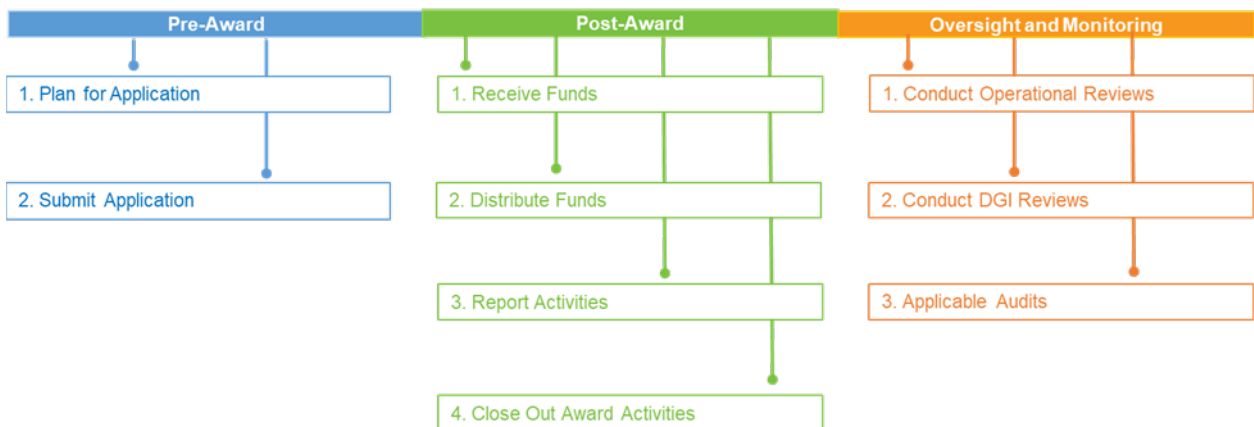 Pre-Award
Post-Award
Oversight and Monitoring
1. Plan for Application
1. Receive Funds
1. Conduct Operational Reviews
2. Submit Application
2. Distribute Funds
2. Conduct DGI Reviews
3. Report Activities
3. Applicable Audits
4. Close Out Award Activities